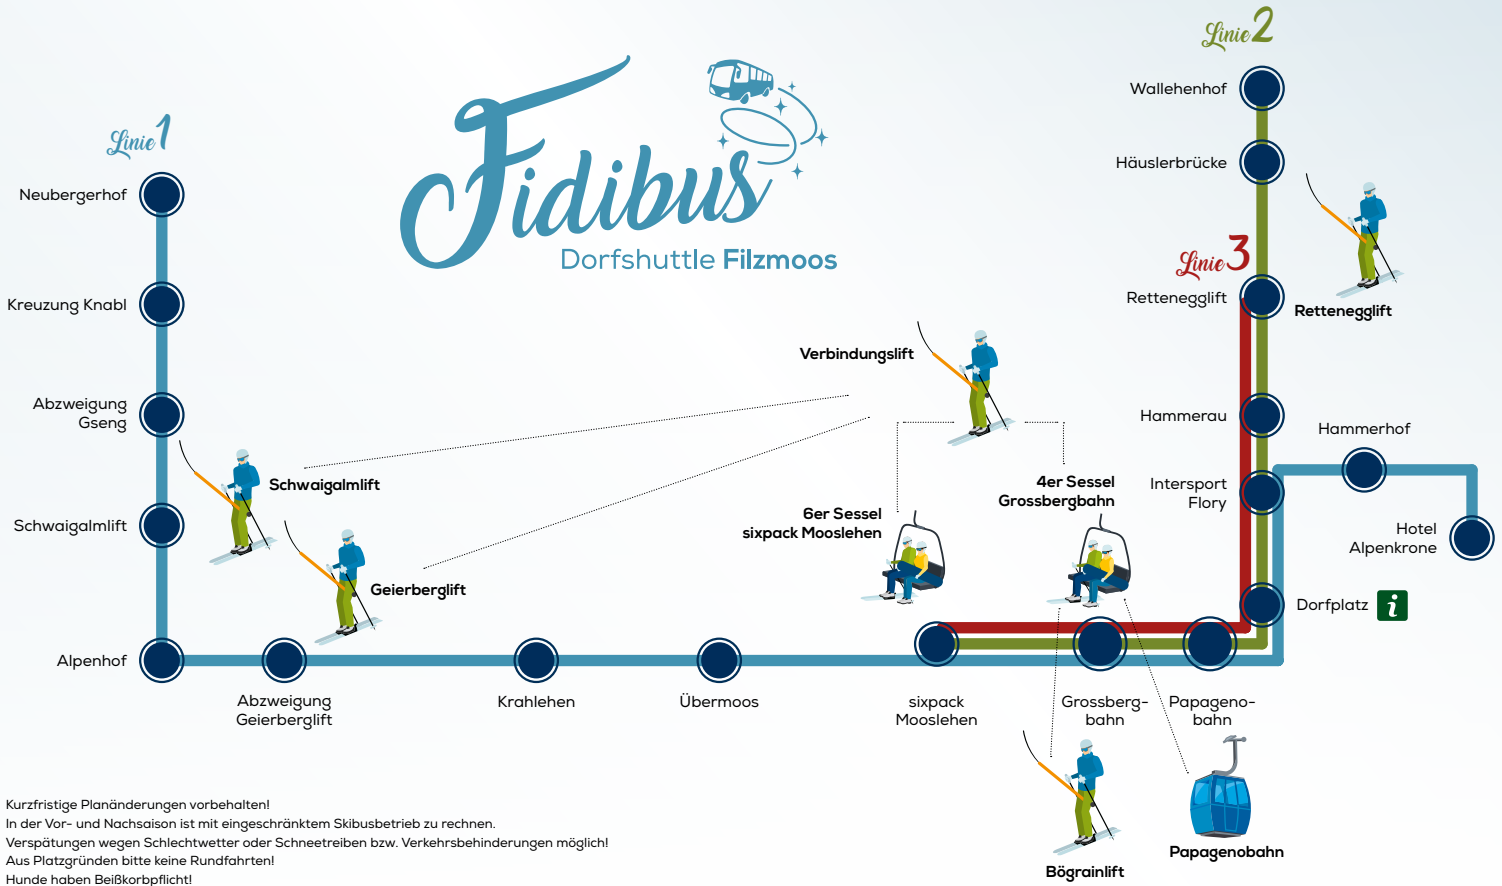 Linie 1
Neubergerhof
Kreuzung Knabl
Abzweigung
Gseng
Schwaigalmlift
Alpenhof
Schwaigalmlift
Geierberglift
Abzweigung
Geierberglift
Krahlehen
Übermoos
Fidibus
Dorfshuttle Filzmoos
Verbindungslift
6er Sessel
sixpack Mooslehen
4er Sessel
Grossbergbahn
sixpack
Mooslehen
Grossberg-
bahn
Papageno-
bahn
Linie 2
Wallehenhof
Häuslerbrücke
Linie 3
Rettenegglift
Rettenegglift
Hammerau
Intersport
Flory
Dorfplatz i
Hammerhof
Hotel
Alpenkrone
Bögrainlift
Papagenobahn
Kurzfristige Planänderungen vorbehalten!
In der Vor- und Nachsaison ist mit eingeschränktem Skibusbetrieb zu rechnen.
Verspätungen wegen Schlechtwetter oder Schneetreiben bzw. Verkehrsbehinderungen möglich!
Aus Platzgründen bitte keine Rundfahrten!
Hunde haben Beißkorbpflicht!